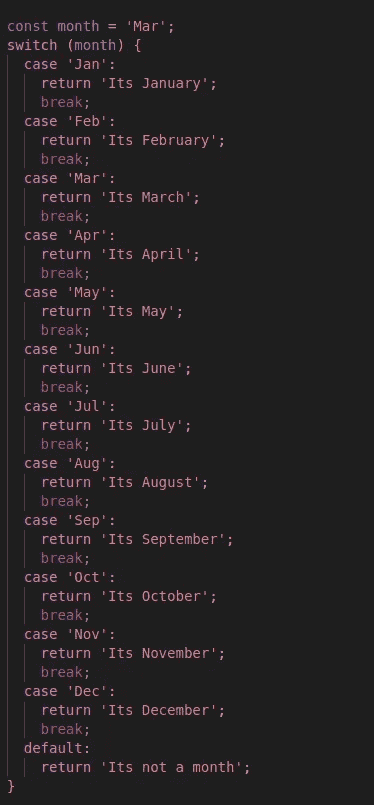 const month = 'Mar';
switch (month) {
  case 'Jan':
    return 'Its January';
    break;
  case 'Feb':
    return 'Its February';
    break;
  case 'Mar':
    return 'Its March';
    break;
  case 'Apr':
    return 'Its April';
    break;
  case 'May':
    return 'Its May';
    break;
  case 'Jun':
    return 'Its June';
    break;
  case 'Jul':
    return 'Its July';
    break;
  case 'Aug':
    return 'Its August';
    break;
  case 'Sep':
    return 'Its September';
    break;
  case 'Oct':
    return 'Its October';
    break;
  case 'Nov':
    return 'Its November';
    break;
  case 'Dec':
    return 'Its December';
    break;
  default:
    return 'Its not a month';
}